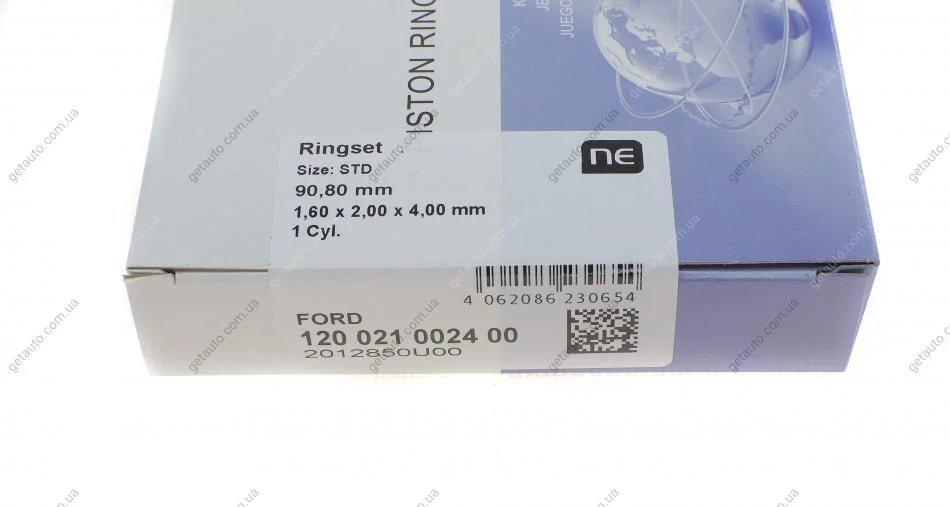 ISTON RING
JUEGO
Ringset
Size: STD
90,80 mm
1,60 x 2,00 x 4,00 mm
1 Cyl.
NE
4 062086 230654
FORD
120 021 0024 00
2012850U00
getauto.com.ua